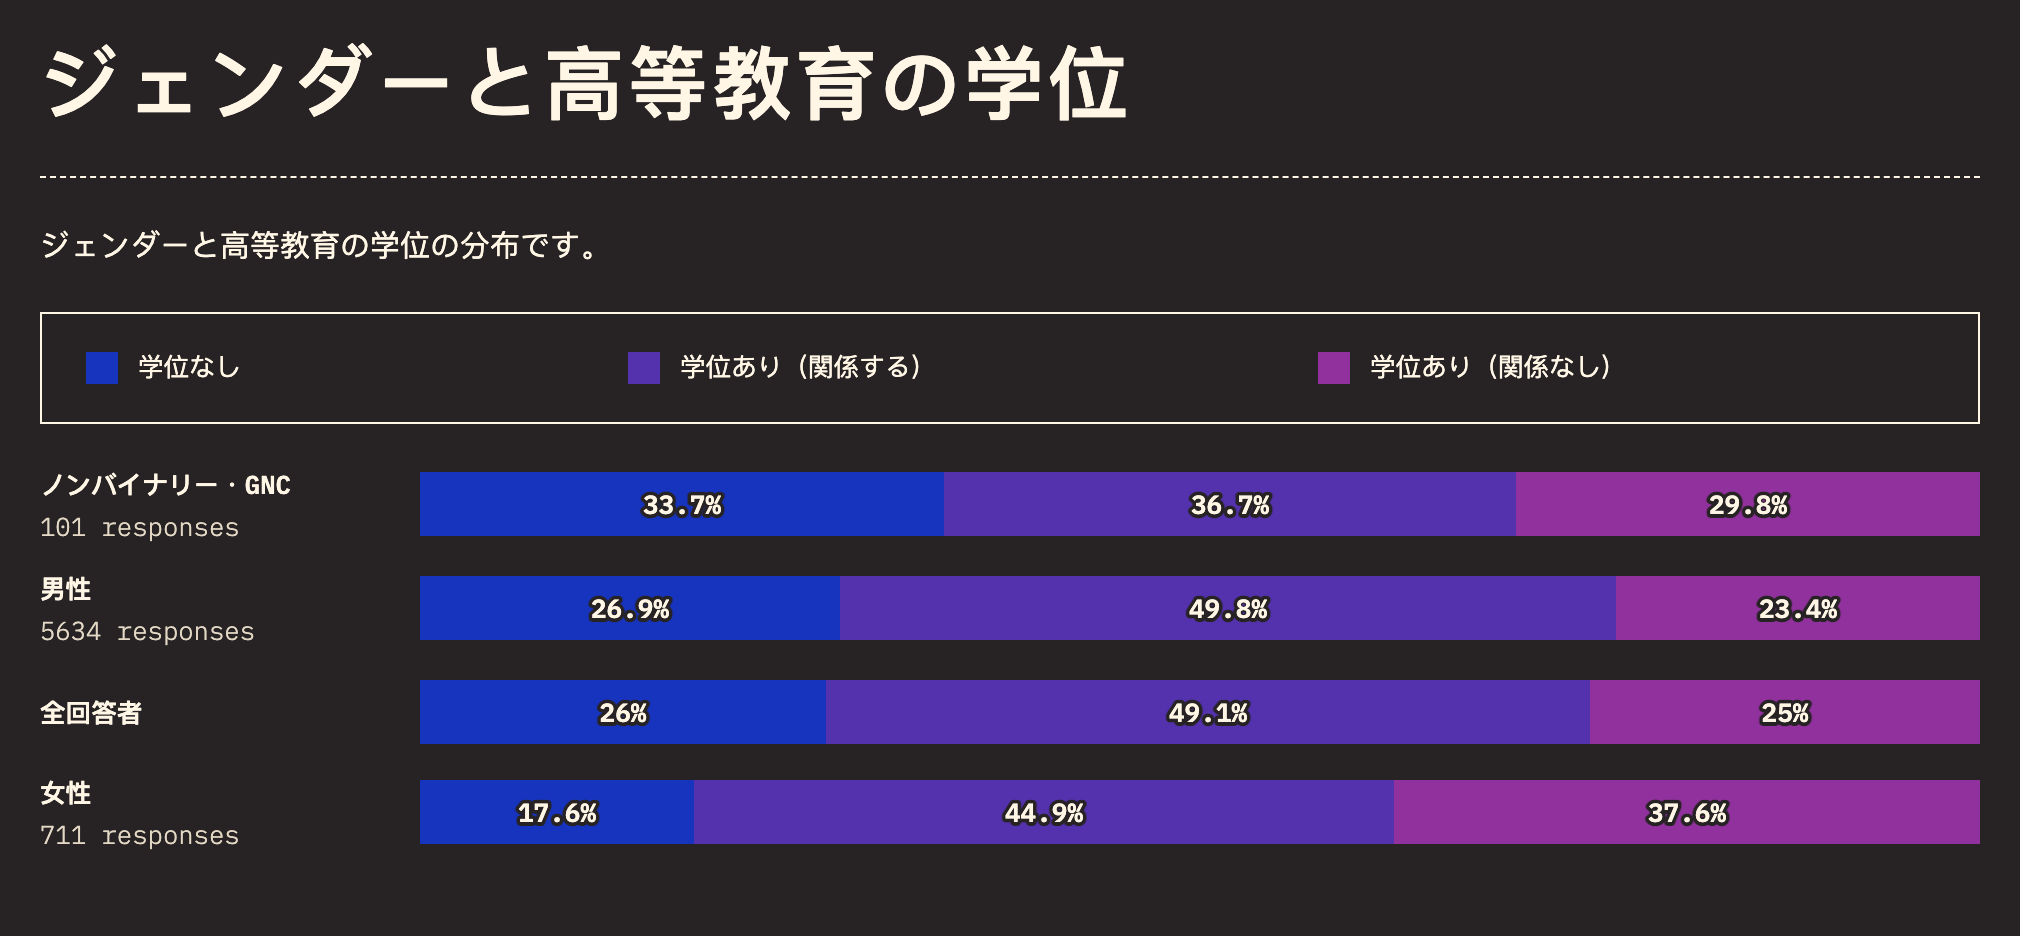 ジェンダーと高等教育の学位
ジェンダーと高等教育の学位の分布です。
学位なし 学位あり（関係する） 学位あり（関係なし）
ノンバイナリー・GNC
101 responses
33.7% 36.7% 29.8%
男性
5634 responses
26.9% 49.8% 23.4%
全回答者
26% 49.1% 25%
女性
711 responses
17.6% 44.9% 37.6%